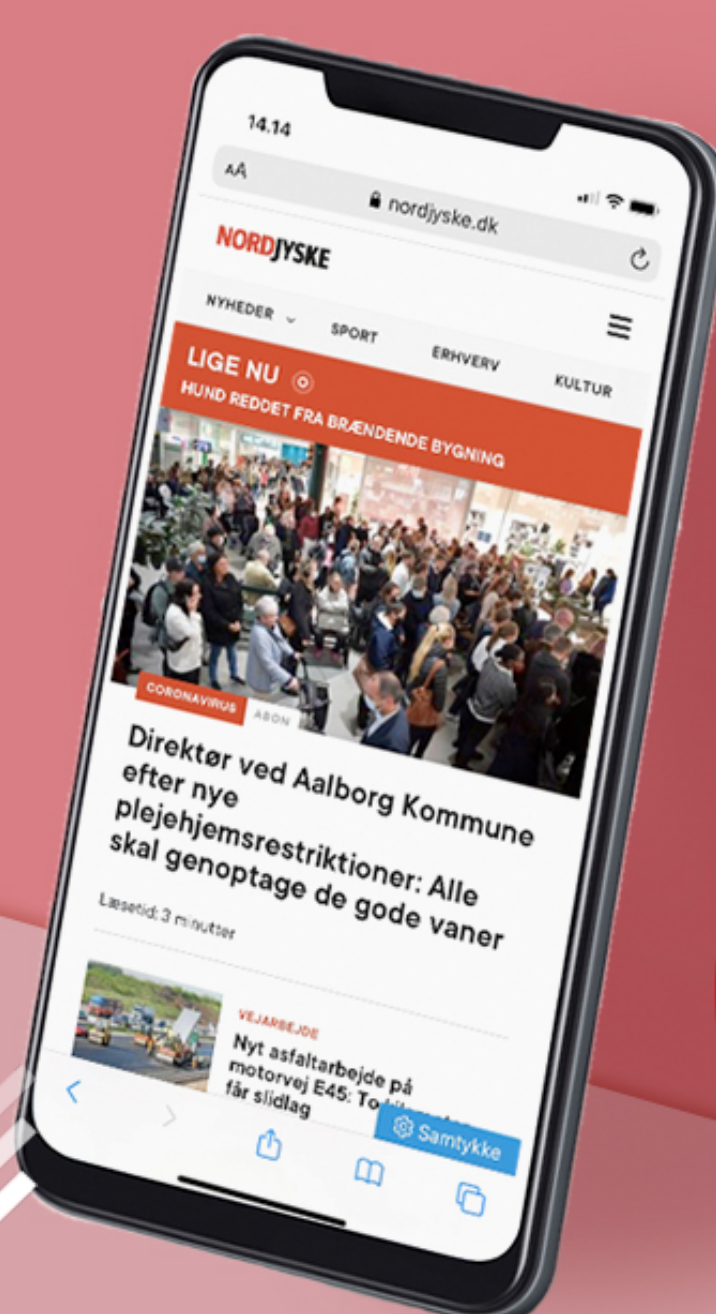 14.14
AA
nordjyske.dk
NORDJYSKE
NYHEDER SPORT ERHVERV KULTUR
LIGE NU
HUND REDDET FRA BRÆNDENDE BYGNING
CORONAVIRUS ABON
Direktør ved Aalborg Kommune
efter nye
plejehjemsrestriktioner: Alle
skal genoptage de gode vaner
Læsetid: 3 minutter
VEJARBEJDE
Nyt asfaltarbejde på
motorvej E45: To
får slidlag
Samtykke